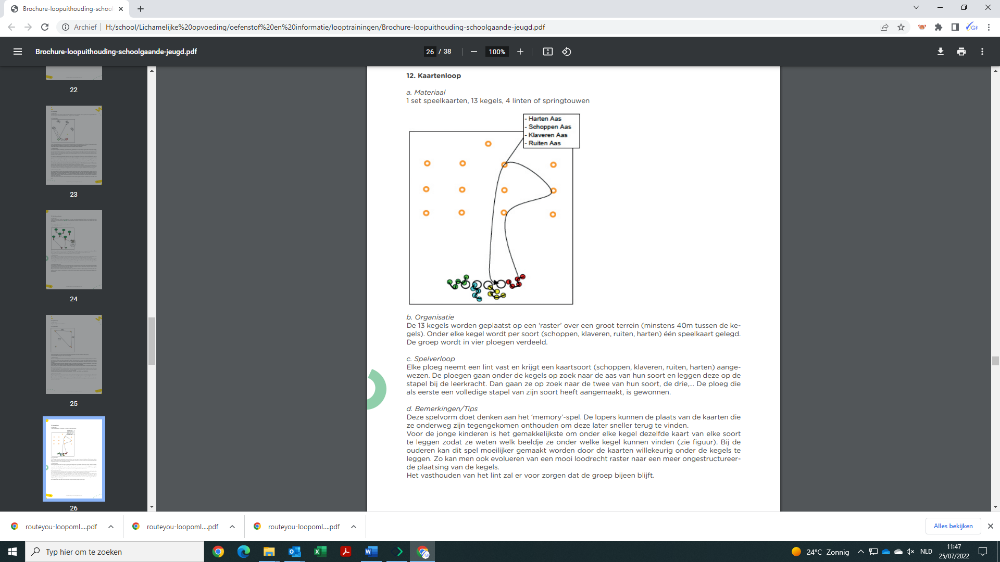 Brochure-loopuithouding-school
Archief
H:/school/Lichamelijke%20opvoeding/oefenstof%20en%20informatie/looptrainingen/Brochure-loopuithouding-schoolgaande-jeugd.pdf
Brochure-loopuithouding-schoolgaande-jeugd.pdf
26 / 38
100%
22
23
24
25
26
12. Kaartenloop
a. Materiaal
1 set speelkaarten, 13 kegels, 4 linten of springtouwen
- Harten Aas
- Schoppen Aas
- Klaveren Aas
- Ruiten Aas
b. Organisatie
De 13 kegels worden geplaatst op een ‘raster’ over een groot terrein (minstens 40m tussen de ke-
gels). Onder elke kegel wordt per soort (schoppen, klaveren, ruiten, harten) één speelkaart gelegd.
De groep wordt in vier ploegen verdeeld.
c. Spelverloop
Elke ploeg neemt een lint vast en krijgt een kaartsoort (schoppen, klaveren, ruiten, harten) aange-
wezen. De ploegen gaan onder de kegels op zoek naar de aas van hun soort en leggen deze op de
stapel bij de leerkracht. Dan gaan ze op zoek naar de twee van hun soort, de drie,... De ploeg die
als eerste een volledige stapel van zijn soort heeft aangemaakt, is gewonnen.
d. Bemerkingen/Tips
Deze spelvorm doet denken aan het ‘memory’-spel. De lopers kunnen de plaats van de kaarten die
ze onderweg zijn tegengekomen onthouden om deze later sneller terug te vinden.
Voor de jonge kinderen is het gemakkelijkste om onder elke kegel dezelfde kaart van elke soort
te leggen zodat ze weten welk beeldje ze onder welke kegel kunnen vinden (zie figuur). Bij de
ouderen kan dit spel moeilijker gemaakt worden door de kaarten willekeurig onder de kegels te
leggen. Zo kan men ook evolueren van een mooi loodrecht raster naar een meer ongestructureer-
de plaatsing van de kegels.
Het vasthouden van het lint zal er voor zorgen dat de groep bijeen blijft.
routeyou-loopoml....pdf
routeyou-loopoml....pdf
routeyou-loopoml....pdf
Alles bekijken
Typ hier om te zoeken
24°C Zonnig
NLD
11:47
25/07/2022